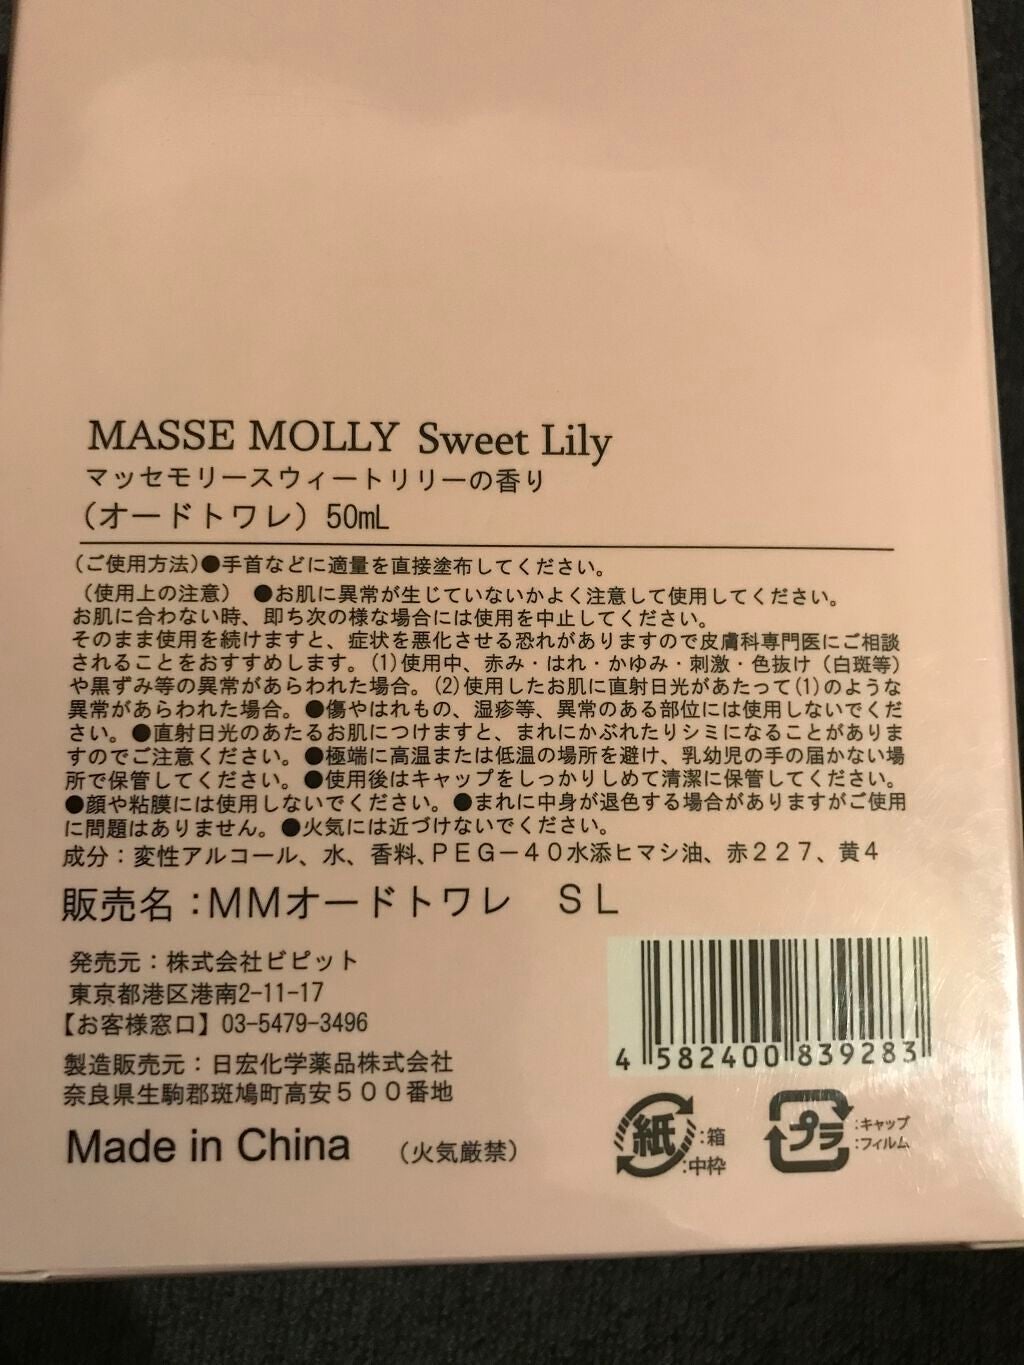 MASSE MOLLY Sweet Lily
マッセモリースウィートリリーの香り
(オードトワレ) 50mL
(ご使用方法)●手首などに適量を直接塗布してください。
(使用上の注意) ●お肌に異常が生じていないかよく注意して使用してください。
お肌に合わない時、即ち次の様な場合には使用を中止してください。
そのまま使用を続けますと、症状を悪化させる恐れがありますので皮膚科専門医にご相談
されることをおすすめします。(1)使用中、赤み・はれ・かゆみ・刺激・色抜け(白斑等)
や黒ずみ等の異常があらわれた場合。(2)使用したお肌に直射日光があたって(1)のような
異常があらわれた場合。●傷やはれもの、湿疹等、異常のある部位には使用しないでくだ
さい。●直射日光のあたるお肌につけますと、まれにかぶれたりシミになることがありま
すのでご注意ください。●極端に高温または低温の場所を避け、乳幼児の手の届かない場
所で保管してください。●使用後はキャップをしっかりしめて清潔に保管してください。
●顔や粘膜には使用しないでください。●まれに中身が退色する場合がありますがご使用
に問題はありません。●火気には近づけないでください。
成分：変性アルコール、水、香料、PEG－40水添ヒマシ油、赤227、黄4
販売名：MMオードトワレ　SL
発売元：株式会社ビピット
東京都港区港南2-11-17
【お客様窓口】03-5479-3496
製造販売元：日宏化学薬品株式会社
奈良県生駒郡斑鳩町高安500番地
Made in China (火気厳禁)
4 582400 839283
紙 :箱 :中枠
プラ :キャップ :フィルム